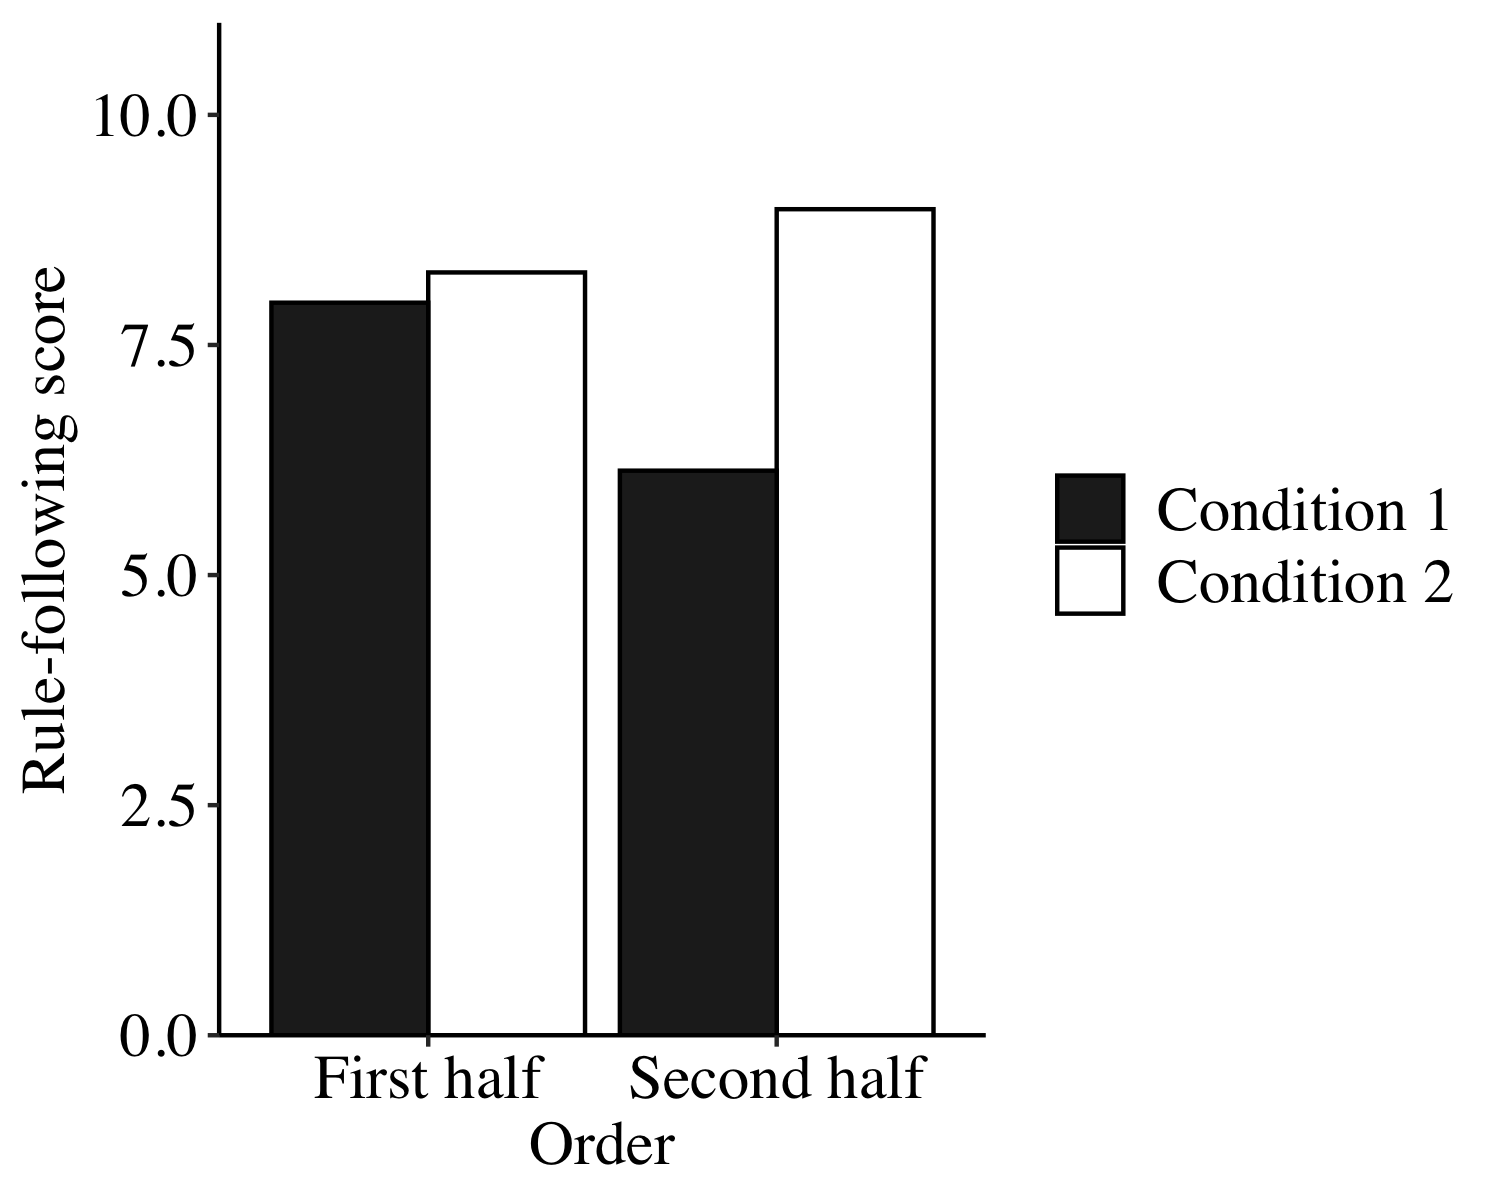 Rule-following score
10.0
7.5
5.0
2.5
0.0
First half
Second half
Order
Condition 1
Condition 2